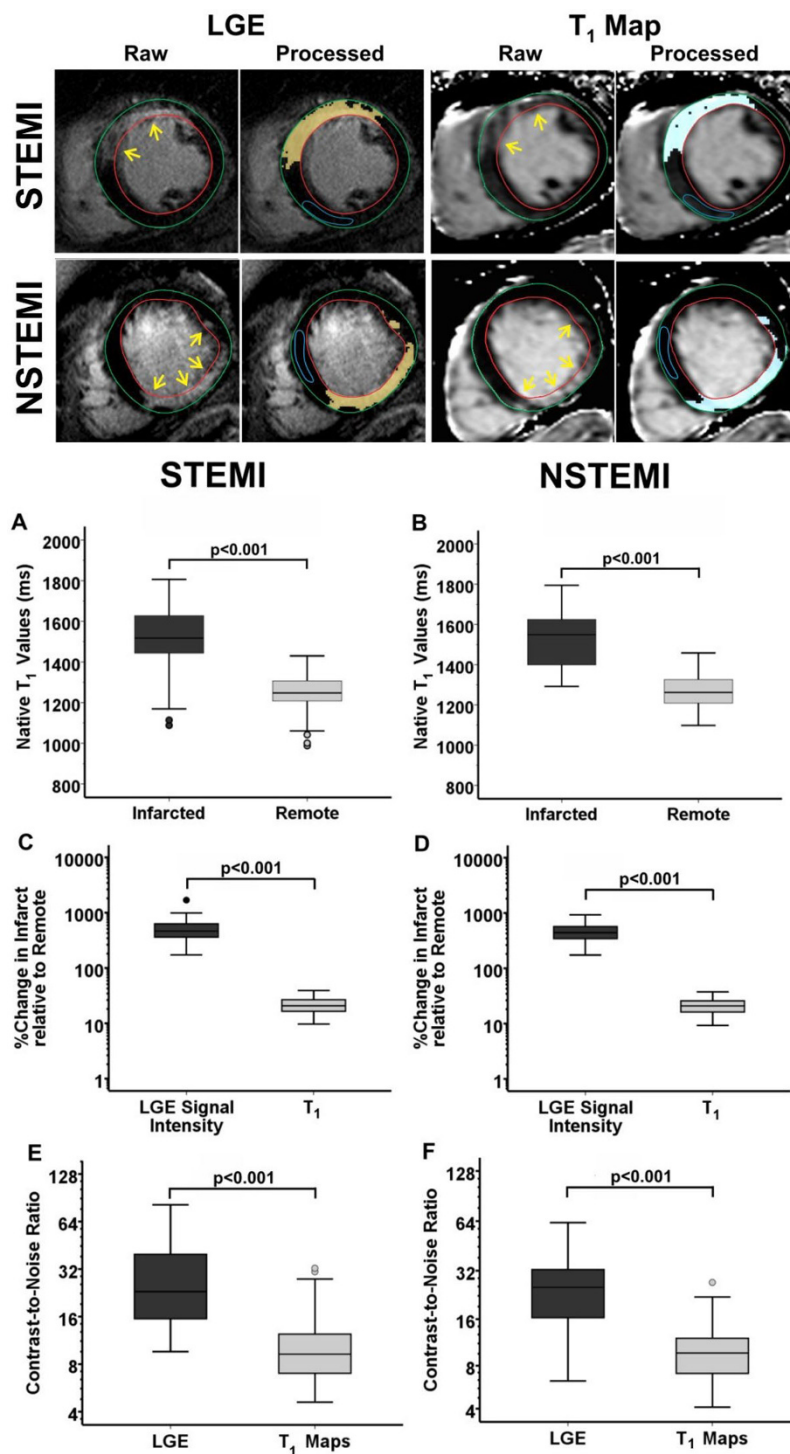 LGE
T1 Map
Raw
Processed
Raw
Processed
STEMI
NSTEMI
STEMI
NSTEMI
A
p<0.001
Native T1 Values (ms)
2000
1800
1600
1400
1200
1000
800
Infarcted
Remote
B
p<0.001
Native T1 Values (ms)
2000
1800
1600
1400
1200
1000
800
Infarcted
Remote
C
p<0.001
%Change in Infarct
relative to Remote
10000
1000
100
10
1
LGE Signal
Intensity
T1
D
p<0.001
%Change in Infarct
relative to Remote
10000
1000
100
10
1
LGE Signal
Intensity
T1
E
p<0.001
Contrast-to-Noise Ratio
128
64
32
16
8
4
LGE
T1 Maps
F
p<0.001
Contrast-to-Noise Ratio
128
64
32
16
8
4
LGE
T1 Maps